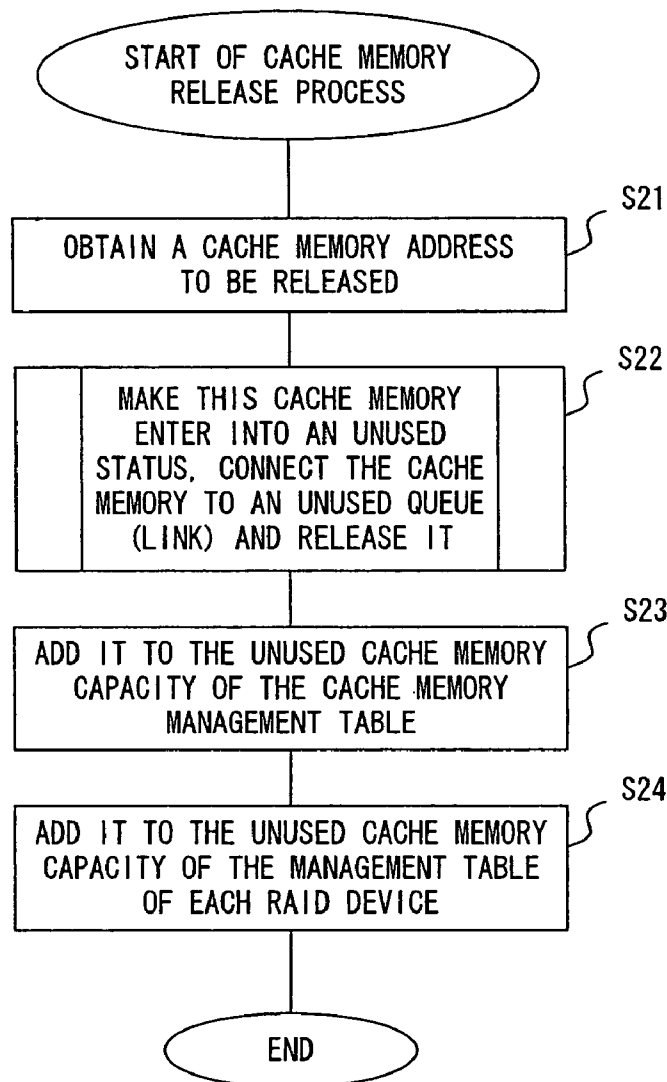 START OF CACHE MEMORY
RELEASE PROCESS
S21
OBTAIN A CACHE MEMORY ADDRESS
TO BE RELEASED
S22
MAKE THIS CACHE MEMORY
ENTER INTO AN UNUSED
STATUS, CONNECT THE CACHE
MEMORY TO AN UNUSED QUEUE
(LINK) AND RELEASE IT
S23
ADD IT TO THE UNUSED CACHE MEMORY
CAPACITY OF THE CACHE MEMORY
MANAGEMENT TABLE
S24
ADD IT TO THE UNUSED CACHE MEMORY
CAPACITY OF THE MANAGEMENT TABLE
OF EACH RAID DEVICE
END